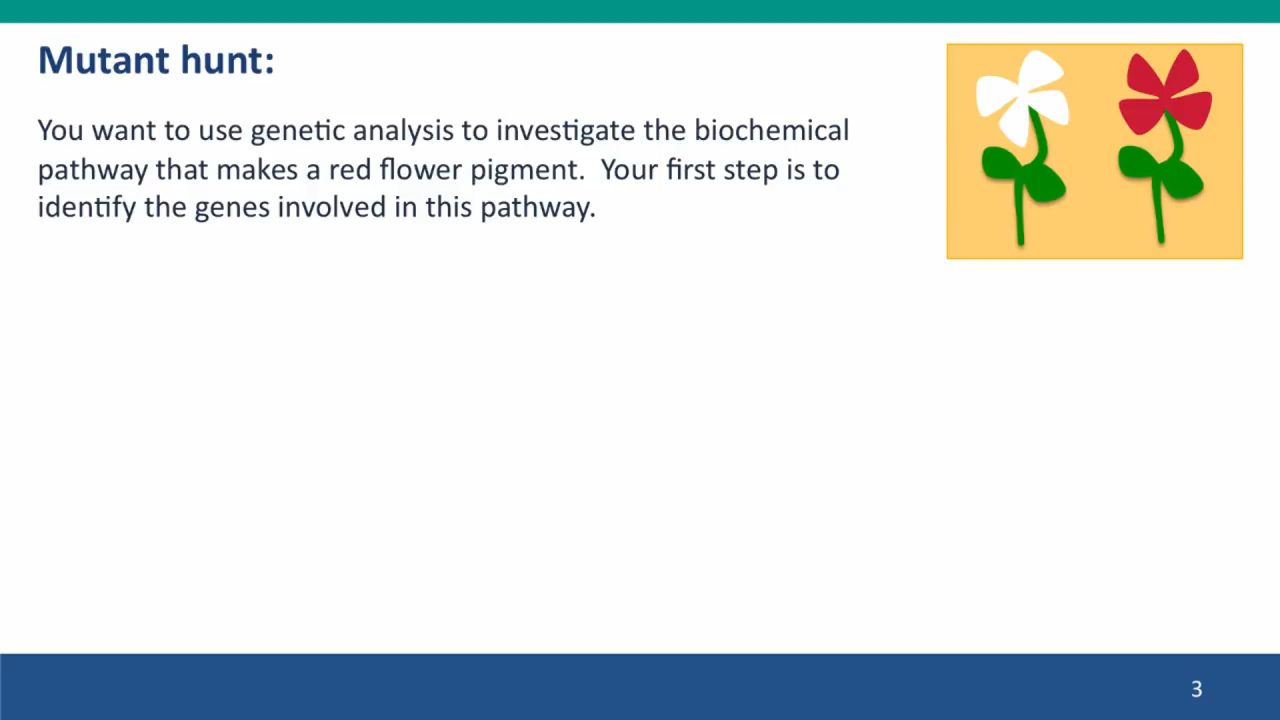 Mutant hunt:
You want to use genetic analysis to investigate the biochemical
pathway that makes a red flower pigment.  Your first step is to
identify the genes involved in this pathway.
3